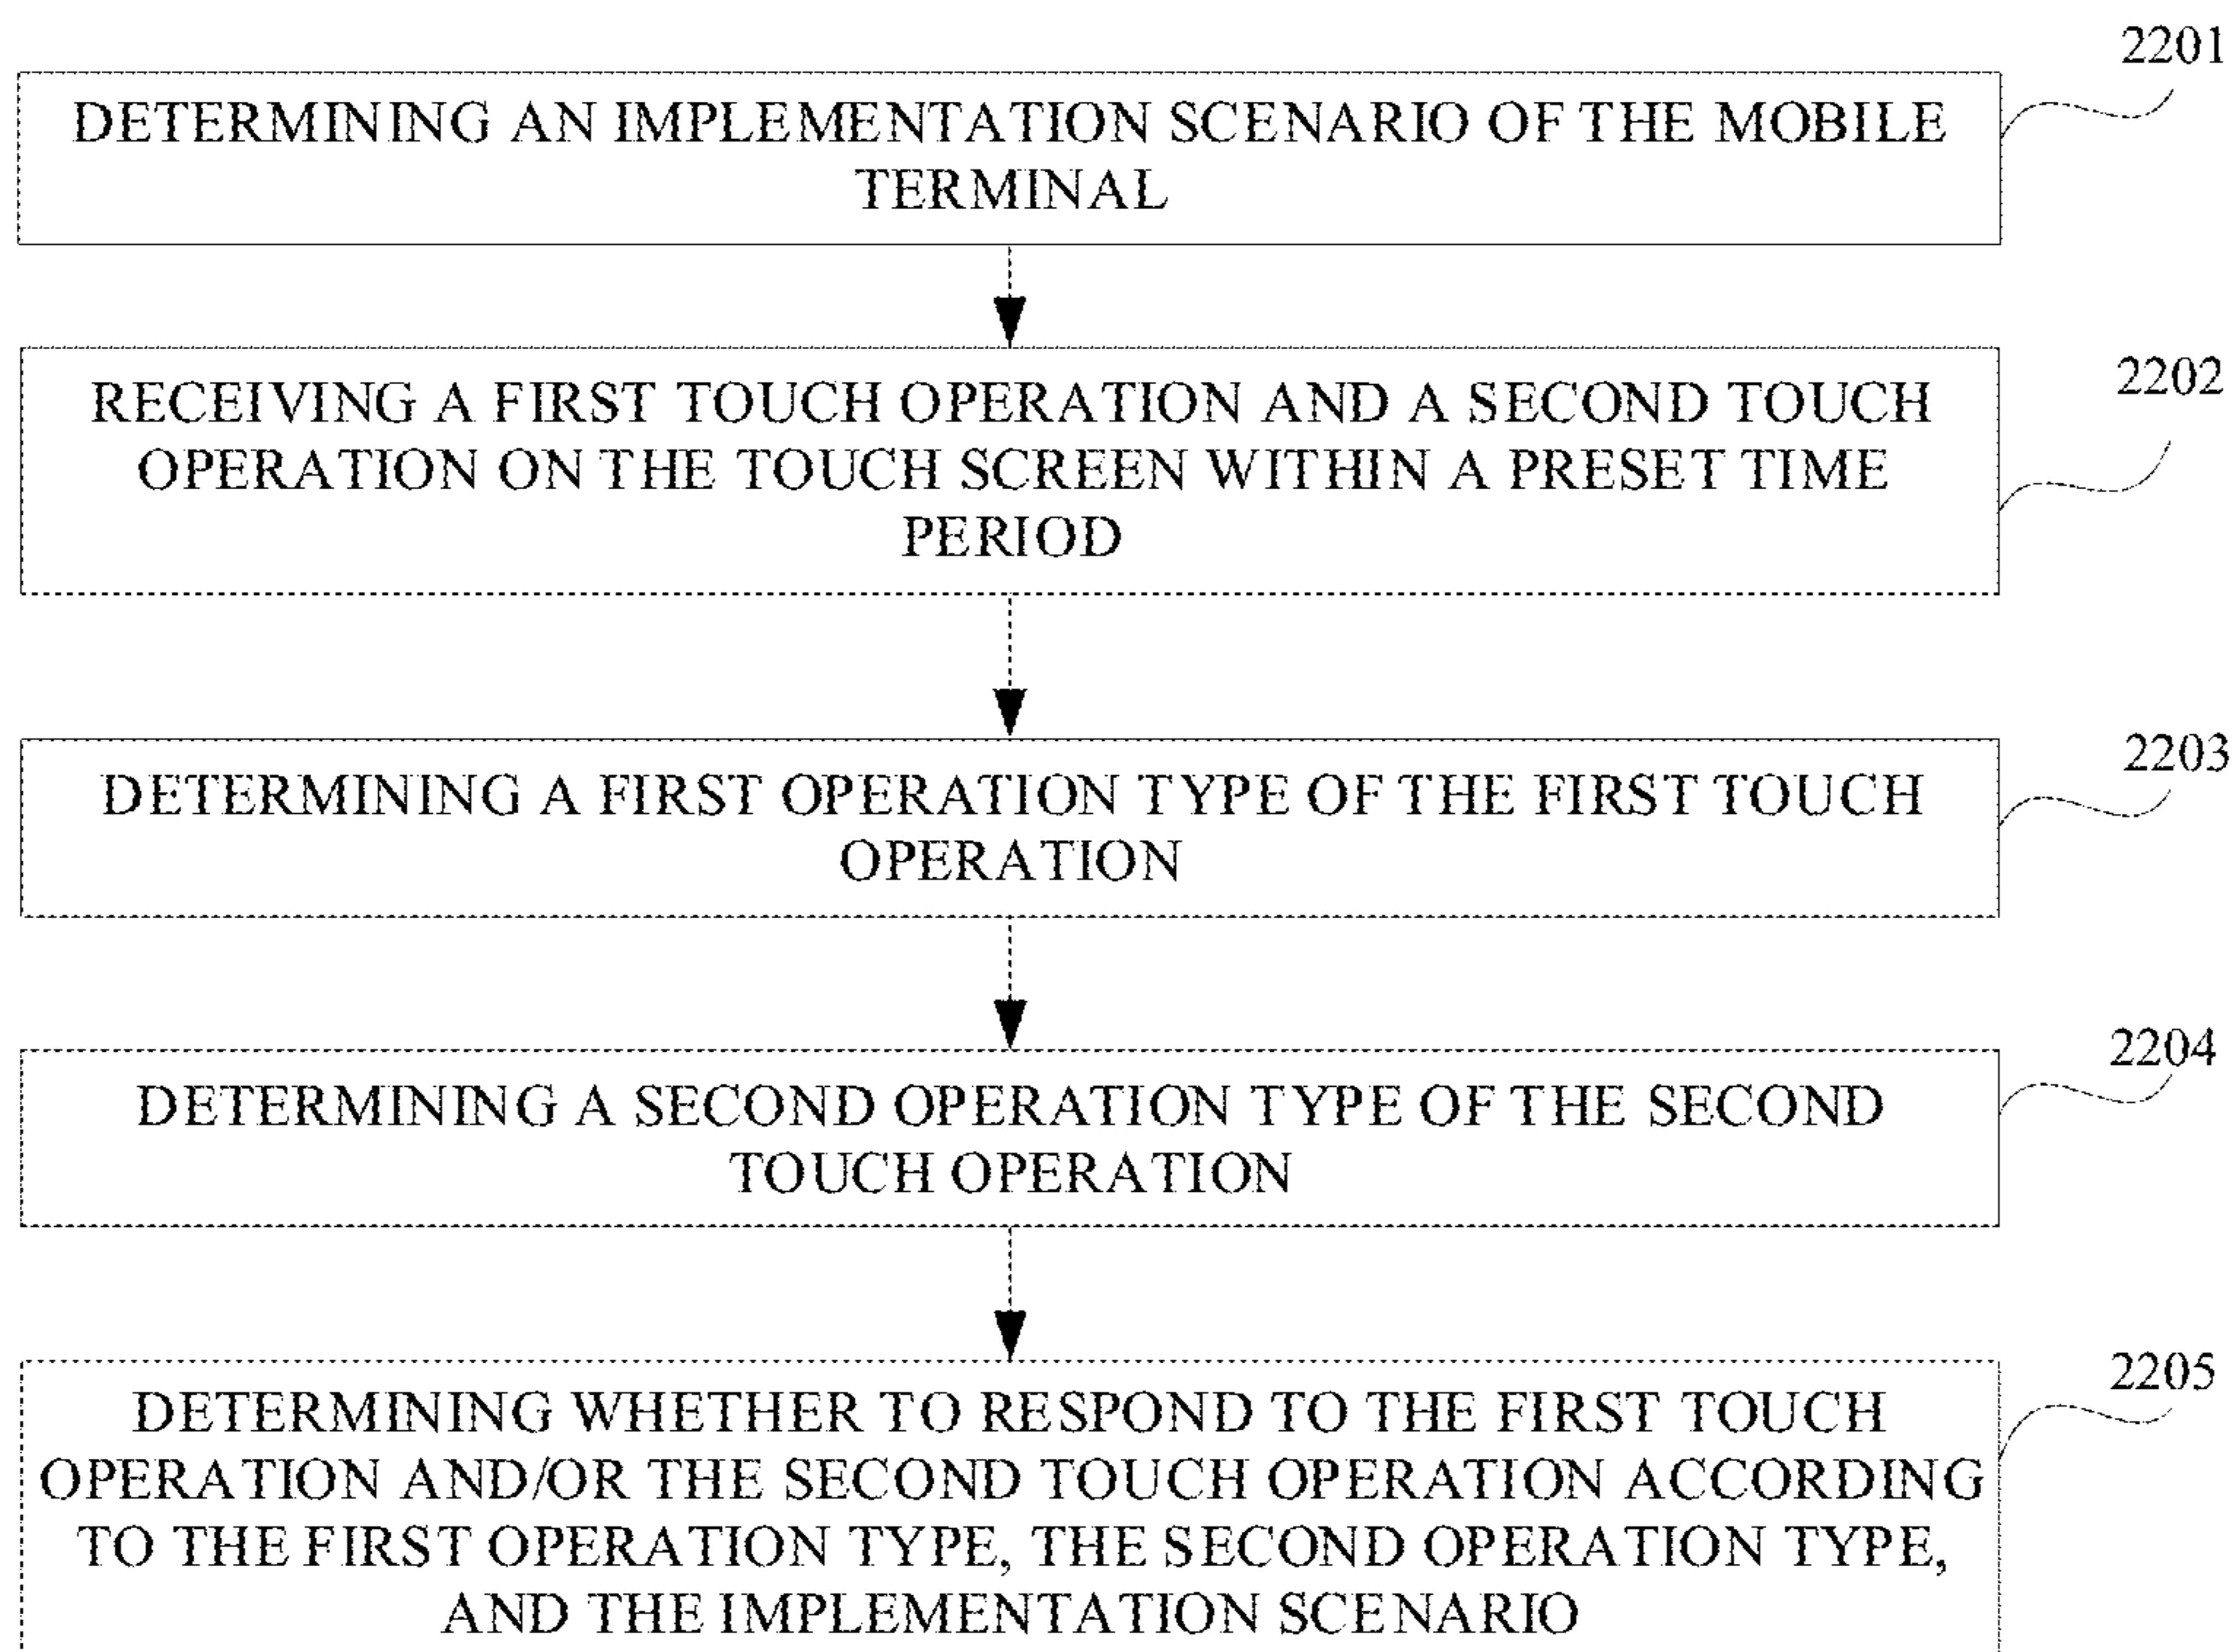 2201
DETERMINING AN IMPLEMENTATION SCENARIO OF THE MOBILE
TERMINAL
2202
RECEIVING A FIRST TOUCH OPERATION AND A SECOND TOUCH
OPERATION ON THE TOUCH SCREEN WITHIN A PRESET TIME
PERIOD
2203
DETERMINING A FIRST OPERATION TYPE OF THE FIRST TOUCH
OPERATION
2204
DETERMINING A SECOND OPERATION TYPE OF THE SECOND
TOUCH OPERATION
2205
DETERMINING WHETHER TO RESPOND TO THE FIRST TOUCH
OPERATION AND/OR THE SECOND TOUCH OPERATION ACCORDING
TO THE FIRST OPERATION TYPE, THE SECOND OPERATION TYPE,
AND THE IMPLEMENTATION SCENARIO